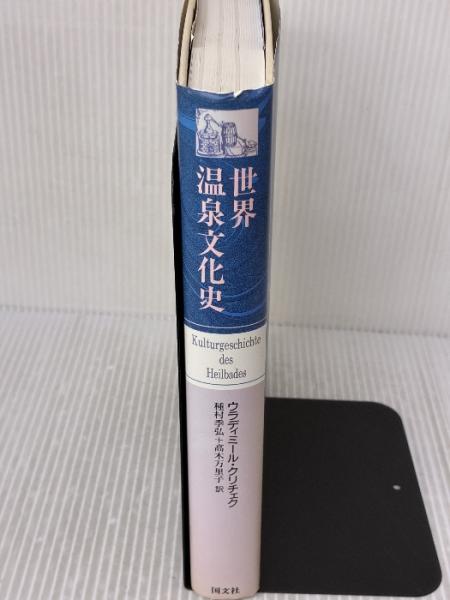 世界
温泉文化史
Kulturgeschichte
des
Heilbades
ウラディミール・クリチェク
種村季弘+高木万里子 訳
国文社